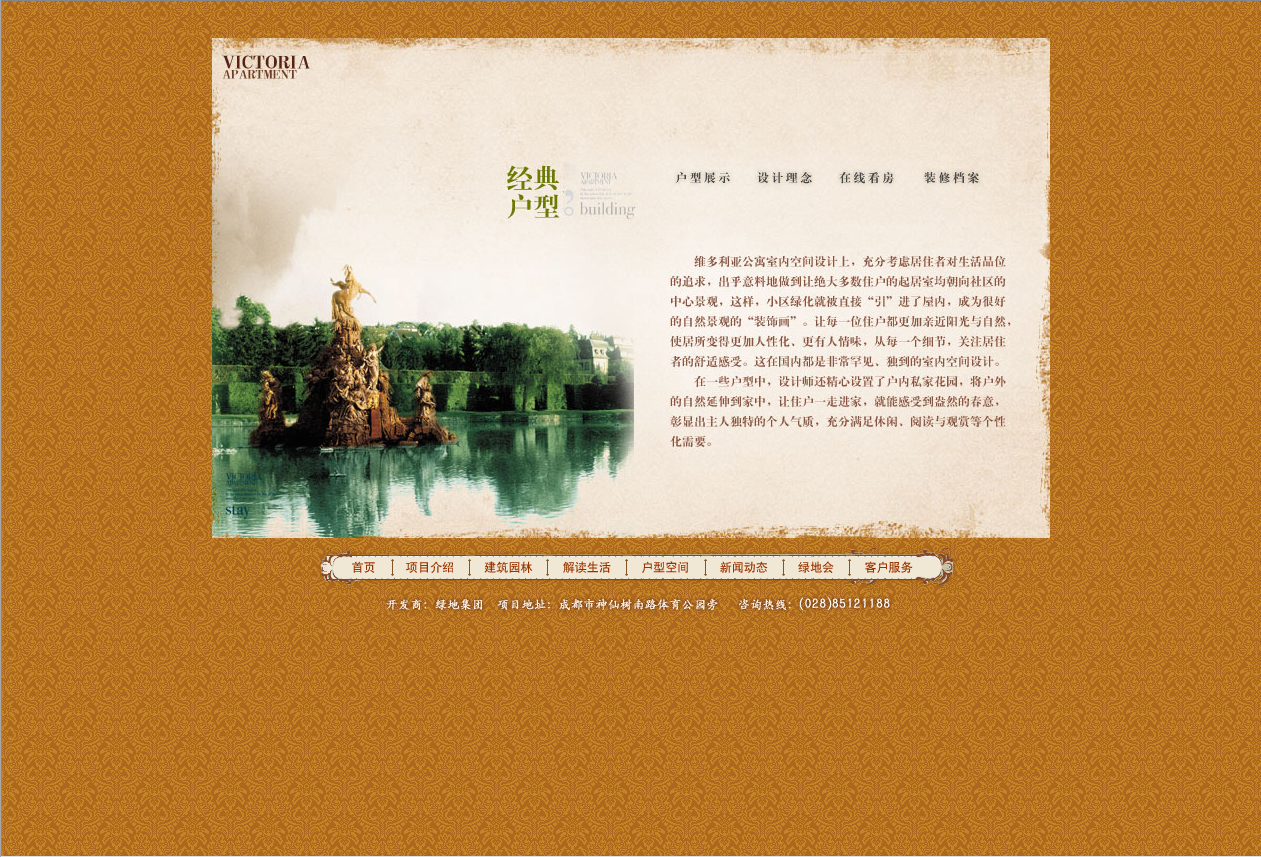 VICTORIA
APARTMENT
经典
户型
VICTORIA
APARTMENT
building
户型展示 设计理念 在线看房 装修档案
维多利亚公寓室内空间设计上，充分考虑居住者对生活品位
的追求，出乎意料地做到让绝大多数住户的起居室均朝向社区的
中心景观，这样，小区绿化就被直接“引”进了屋内，成为很好
的自然景观的“装饰画”。让每一位住户都更加亲近阳光与自然，
使居所变得更加人性化、更有人情味，从每一个细节，关注居住
者的舒适感受。这在国内都是非常罕见、独到的室内空间设计。
在一些户型中，设计师还精心设置了户内私家花园，将户外
的自然延伸到家中，让住户一走进家，就能感受到盎然的春意，
彰显出主人独特的个人气质，充分满足休闲、阅读与观赏等个性
化需要。
VICTORIA
APARTMENT
stay
首页 项目介绍 建筑园林 解读生活 户型空间 新闻动态 绿地会 客户服务
开发商：绿地集团 项目地址：成都市神仙树南路体育公园旁 咨询热线：(028)85121188